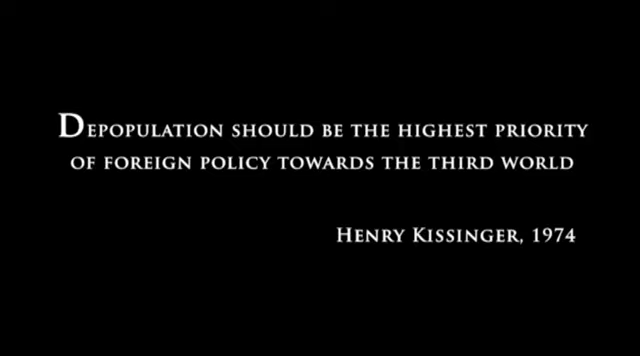 Depopulation should be the highest priority
of foreign policy towards the third world
Henry Kissinger, 1974